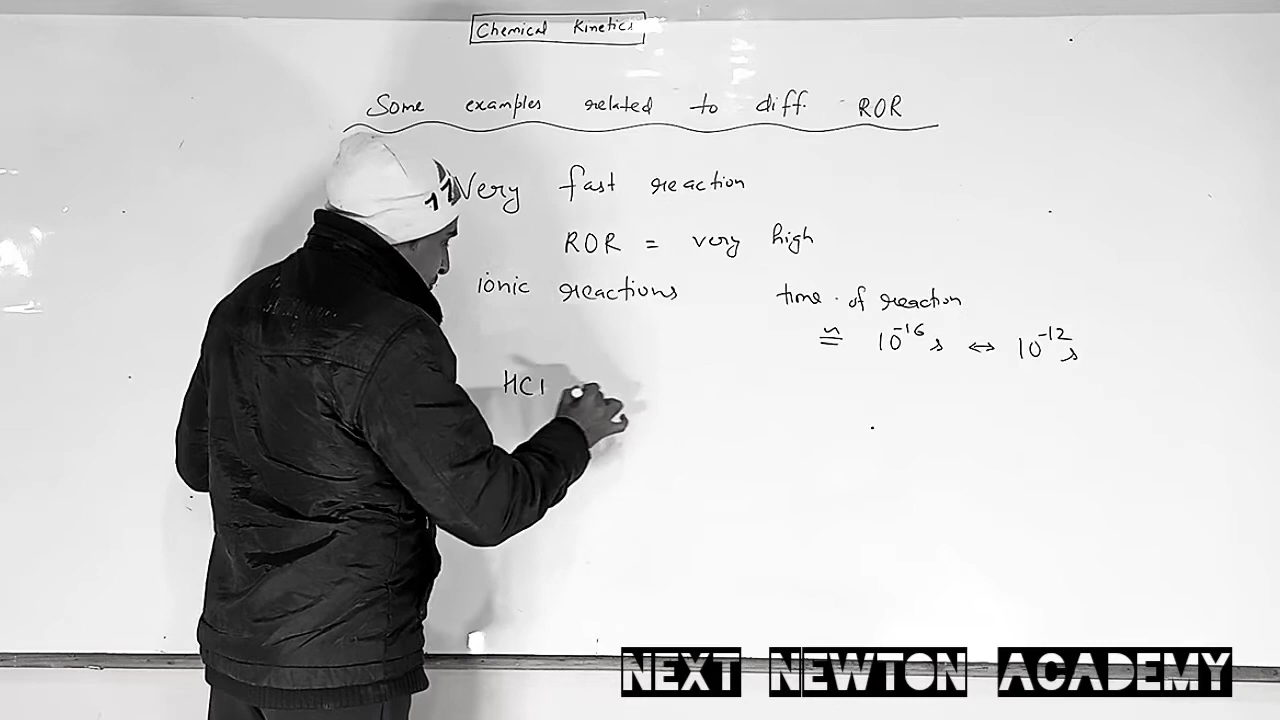 Chemical Kinetics
Some examples related to diff. ROR
Very fast reaction
ROR = very high
ionic reactions
time of reaction
≅ 10⁻¹⁶ s ↔ 10⁻¹² s
HCl
11
NEXT NEWTON ACADEMY